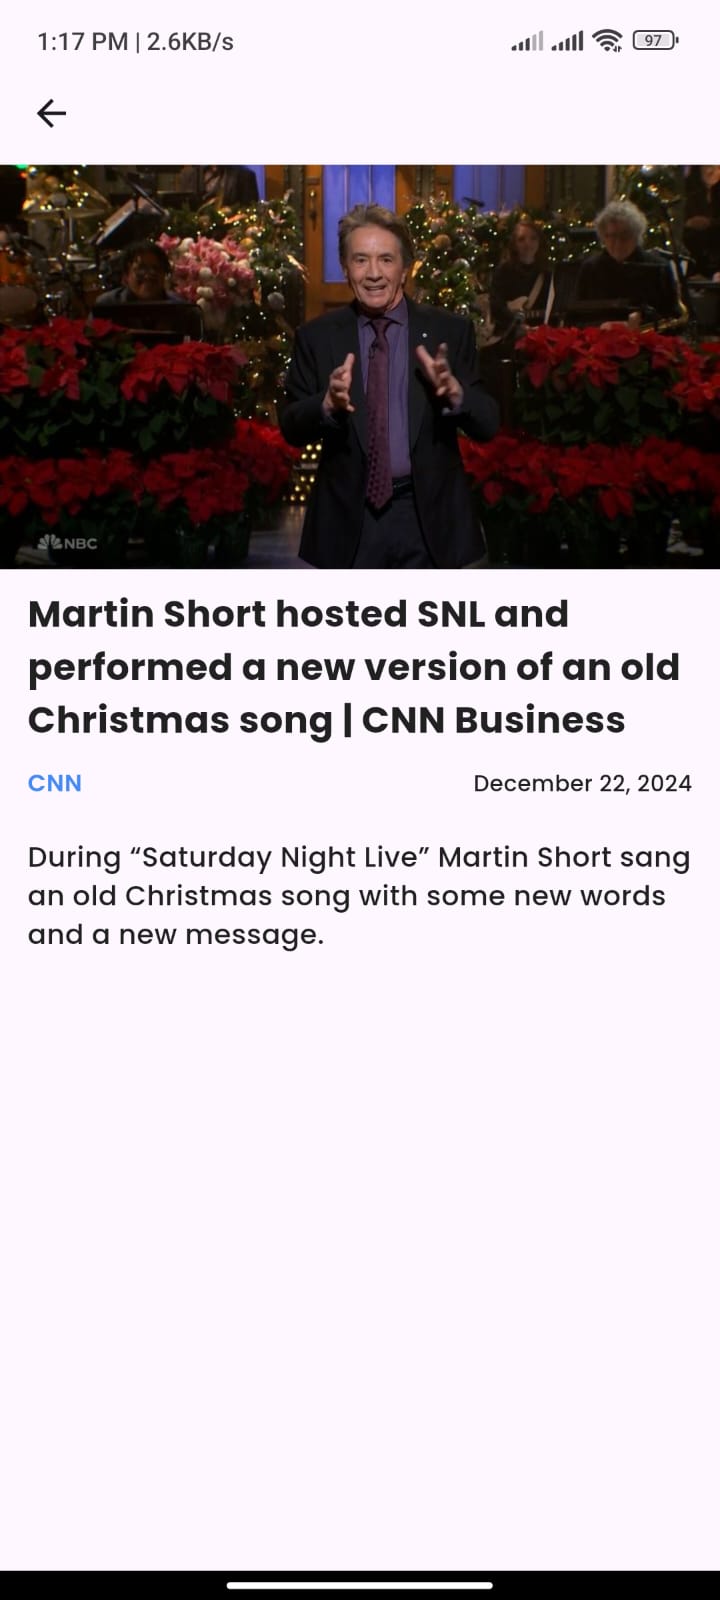 1:17 PM | 2.6KB/s
97
NBC
Martin Short hosted SNL and
performed a new version of an old
Christmas song | CNN Business
CNN
December 22, 2024
During “Saturday Night Live” Martin Short sang
an old Christmas song with some new words
and a new message.